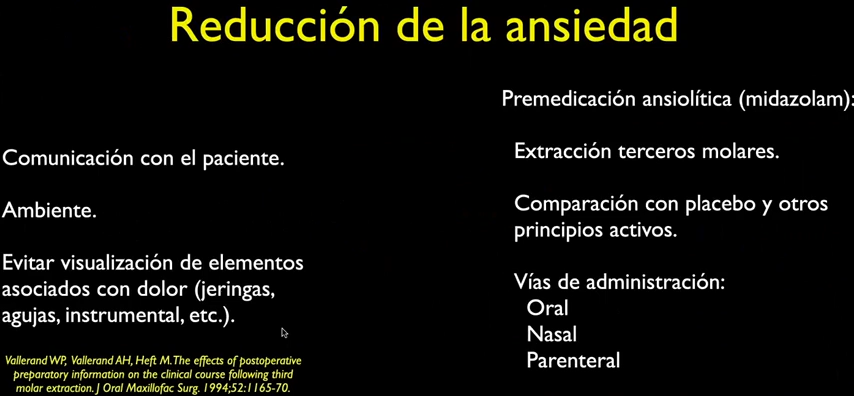 Reducción de la ansiedad
Comunicación con el paciente.
Ambiente.
Evitar visualización de elementos
asociados con dolor (jeringas,
agujas, instrumental, etc.).
Vallerand WP, Vallerand AH, Heft M. The effects of postoperative
preparatory information on the clinical course following third
molar extraction. J Oral Maxillofac Surg. 1994;52:1165-70.
Premedicación ansiolítica (midazolam):
Extracción terceros molares.
Comparación con placebo y otros
principios activos.
Vías de administración:
Oral
Nasal
Parenteral